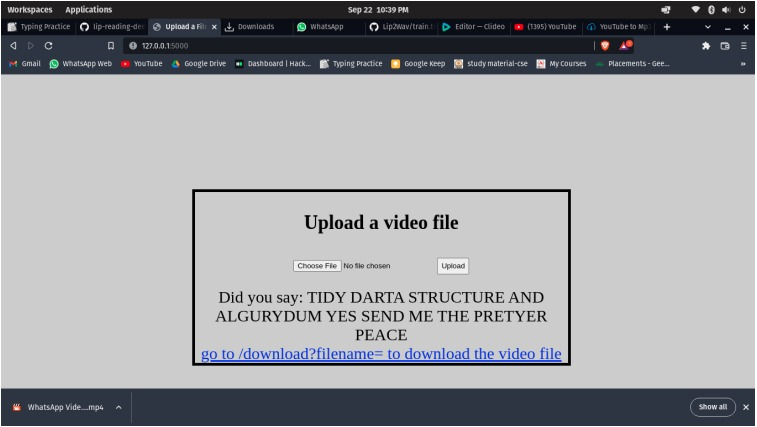 Workspaces Applications Sep 22 10:39 PM
Typing Practice lip-reading-dee Upload a Fil Downloads WhatsApp Lip2Wav/train.t Editor — Clideo (1395) YouTube YouTube to Mp3
127.0.0.1:5000
Gmail WhatsApp Web YouTube Google Drive Dashboard | Hack... Typing Practice Google Keep study material-cse My Courses Placements - Gee...
Upload a video file
Choose File No file chosen Upload
Did you say: TIDY DARTA STRUCTURE AND
ALGURYDUM YES SEND ME THE PRETYER
PEACE
go to /download?filename= to download the video file
WhatsApp Vide....mp4 Show all